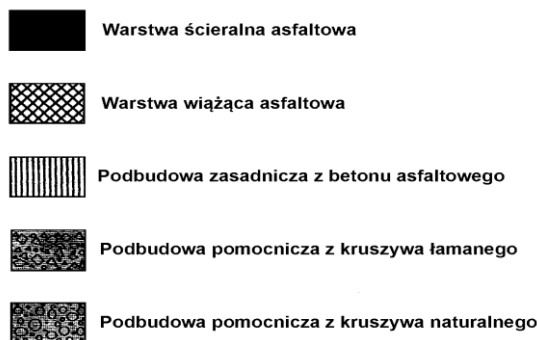 Warstwa ścieralna asfaltowa
Warstwa wiążąca asfaltowa
Podbudowa zasadnicza z betonu asfaltowego
Podbudowa pomocnicza z kruszywa łamanego
Podbudowa pomocnicza z kruszywa naturalnego